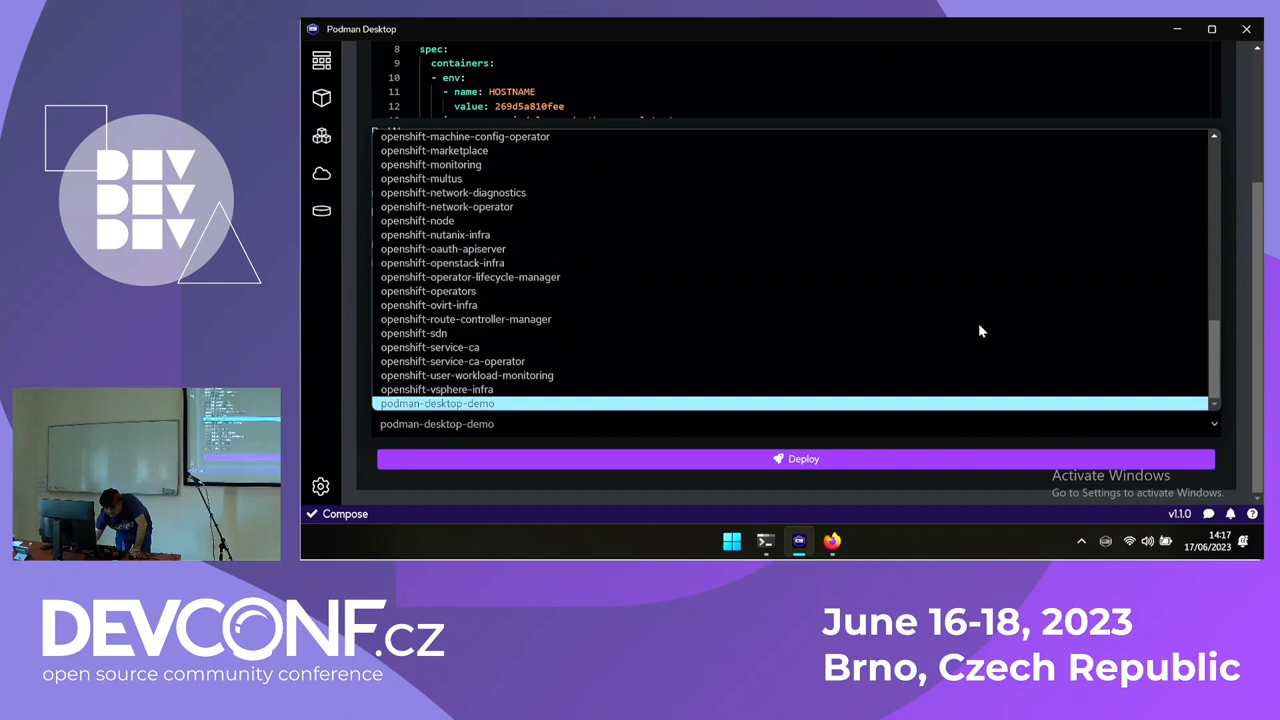 DEV
DEV
DEV
Podman Desktop
8 spec:
9 containers:
10 - env:
11 - name: HOSTNAME
12 value: 269d5a810fee
openshift-machine-config-operator
openshift-marketplace
openshift-monitoring
openshift-multus
openshift-network-diagnostics
openshift-network-operator
openshift-node
openshift-nutanix-infra
openshift-oauth-apiserver
openshift-openstack-infra
openshift-operator-lifecycle-manager
openshift-operators
openshift-ovirt-infra
openshift-route-controller-manager
openshift-sdn
openshift-service-ca
openshift-service-ca-operator
openshift-user-workload-monitoring
openshift-vsphere-infra
podman-desktop-demo
podman-desktop-demo
Deploy
Activate Windows
Go to Settings to activate Windows.
Compose
v1.1.0
14:17
17/06/2023
DEVCONF.cz
open source community conference
June 16-18, 2023
Brno, Czech Republic